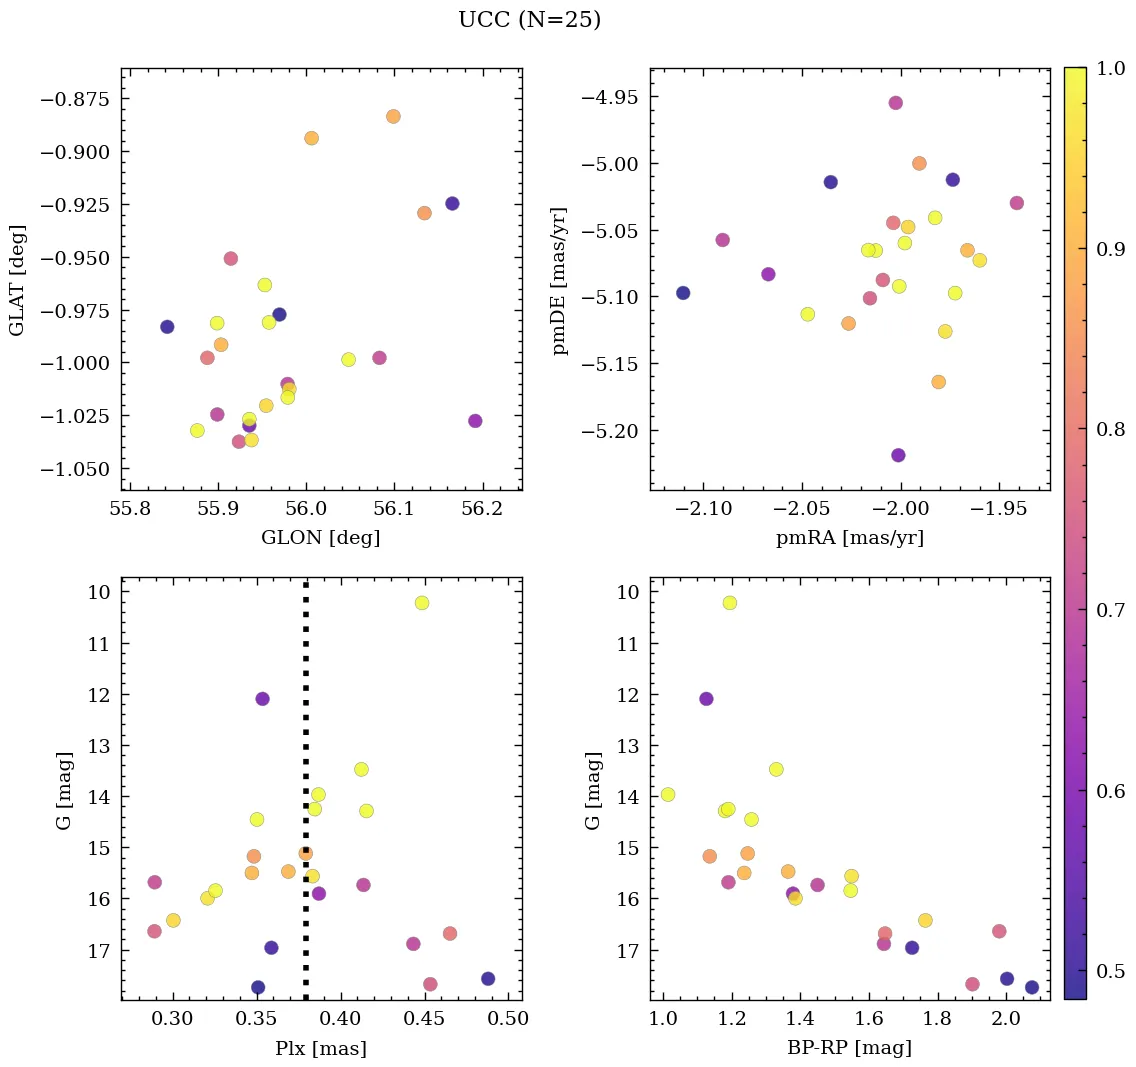 UCC (N=25)
−0.875
−0.900
−0.925
−0.950
−0.975
−1.000
−1.025
−1.050
GLAT [deg]
55.8 55.9 56.0 56.1 56.2
GLON [deg]
−4.95
−5.00
−5.05
−5.10
−5.15
−5.20
pmDE [mas/yr]
−2.10 −2.05 −2.00 −1.95
pmRA [mas/yr]
10
11
12
13
14
15
16
17
G [mag]
0.30 0.35 0.40 0.45 0.50
Plx [mas]
10
11
12
13
14
15
16
17
G [mag]
1.0 1.2 1.4 1.6 1.8 2.0
BP-RP [mag]
1.0
0.9
0.8
0.7
0.6
0.5